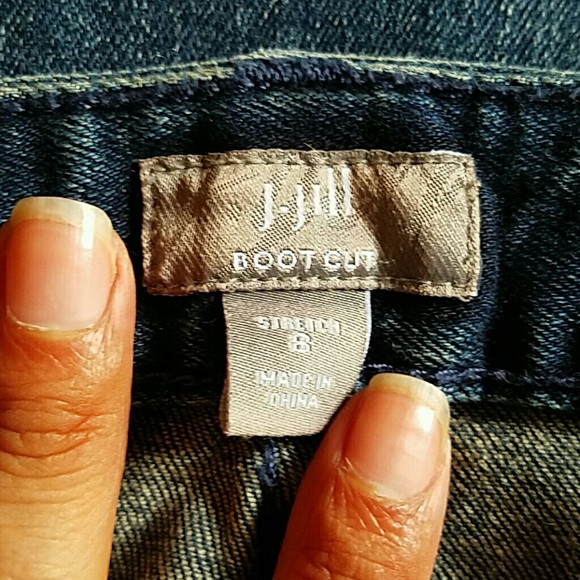 J.Jill
BOOT CUT
STRETCH
8
MADE IN
CHINA